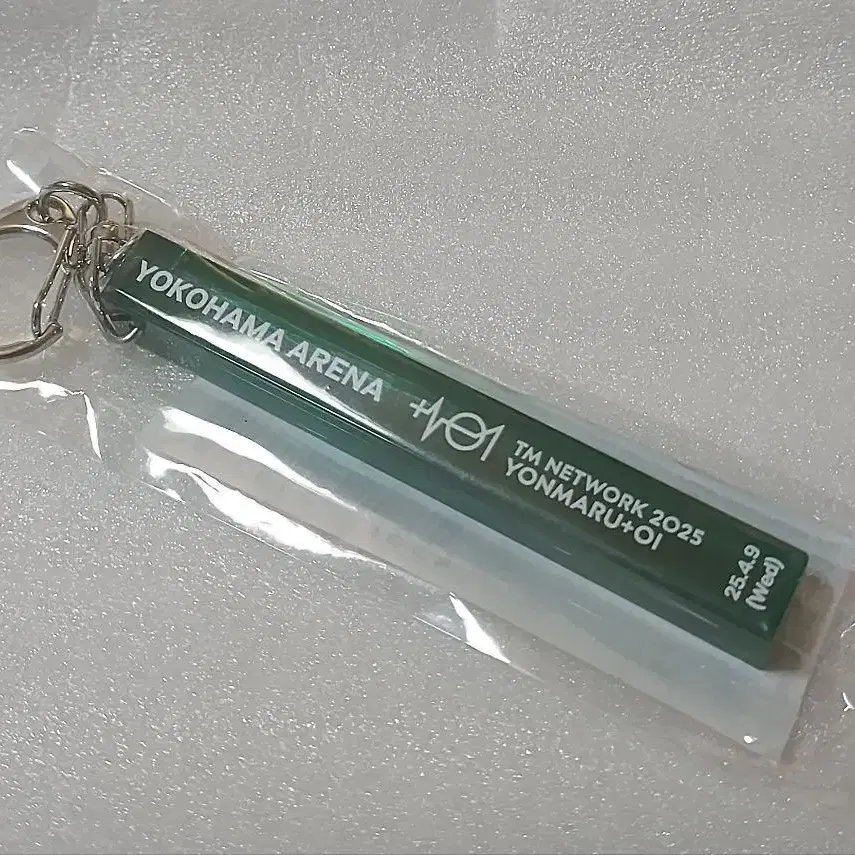 YOKOHAMA ARENA
TM NETWORK 2025
YONMARU+01
25.4.9
(Wed)